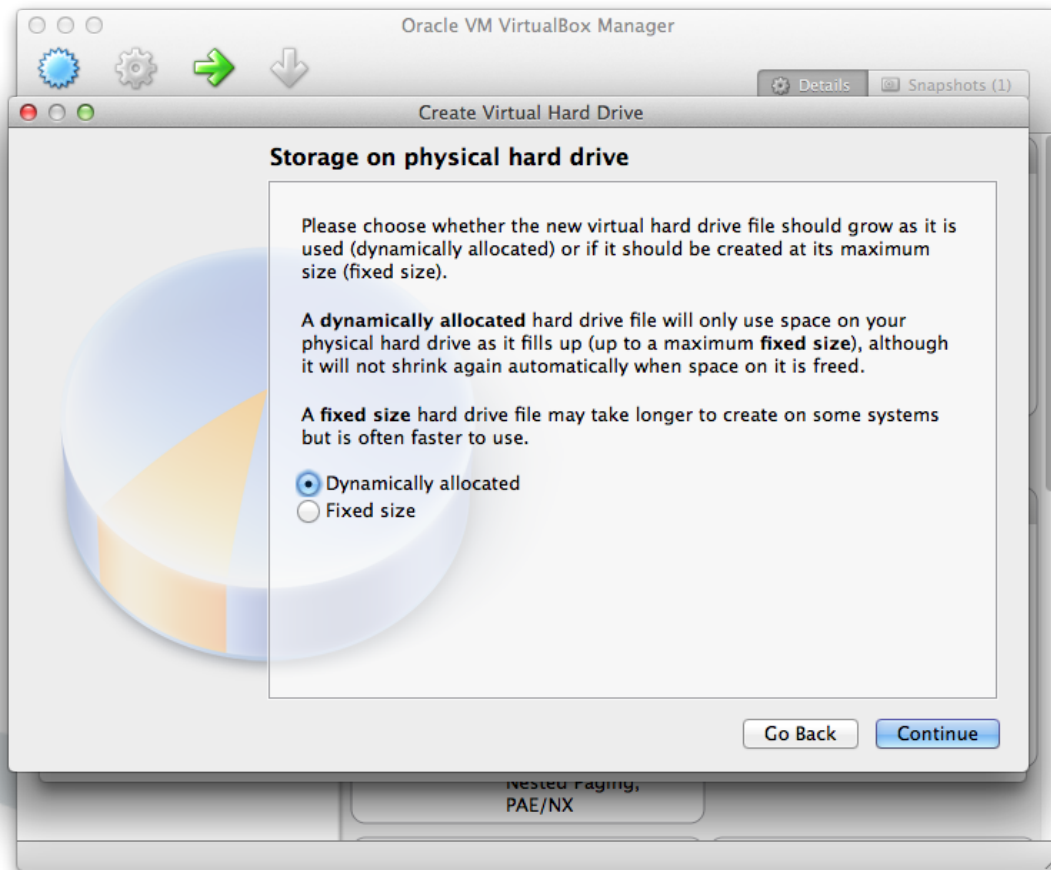 Oracle VM VirtualBox Manager
Details
Snapshots (1)
Create Virtual Hard Drive
Storage on physical hard drive
Please choose whether the new virtual hard drive file should grow as it is
used (dynamically allocated) or if it should be created at its maximum
size (fixed size).
A dynamically allocated hard drive file will only use space on your
physical hard drive as it fills up (up to a maximum fixed size), although
it will not shrink again automatically when space on it is freed.
A fixed size hard drive file may take longer to create on some systems
but is often faster to use.
Dynamically allocated
Fixed size
Go Back
Continue
Nested Paging,
PAE/NX